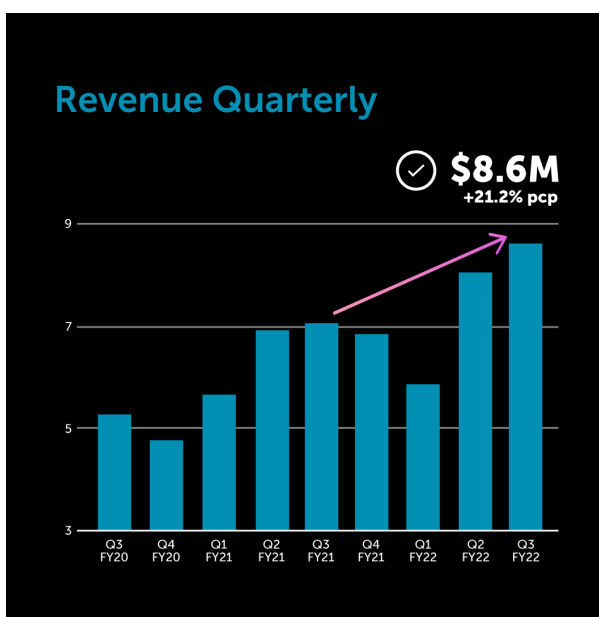 Revenue Quarterly
$8.6M
+21.2% pcp
9
7
5
3
Q3 Q4 Q1 Q2 Q3 Q4 Q1 Q2 Q3
FY20 FY20 FY21 FY21 FY21 FY21 FY22 FY22 FY22